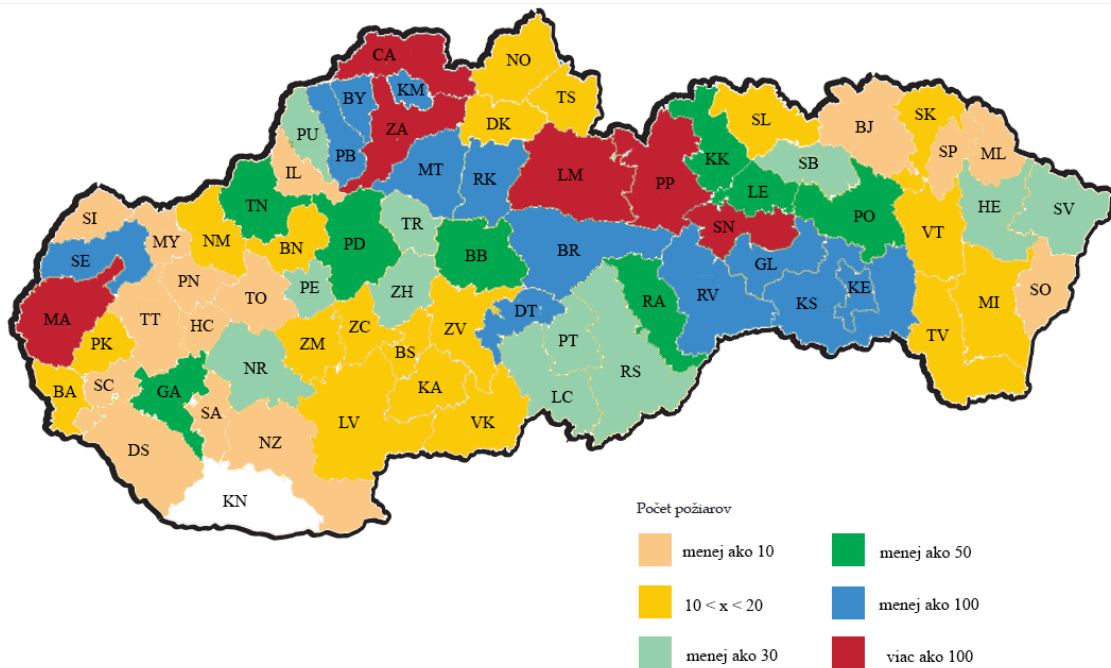 CA
NO
KM
BY
TS
PU
ZA
DK
SL
SK
BJ
PB
KK
SB
SP
ML
IL
MT
RK
LM
PP
LE
TN
HE
SV
PO
SI
TR
SN
MY
NM
BN
PD
VT
BB
BR
SE
GL
PN
KE
PE
ZH
RV
TO
RA
SO
KS
MI
DT
MA
TT
HC
ZC
ZV
PK
ZM
TV
PT
BS
NR
RS
SC
KA
BA
GA
LC
SA
LV
VK
NZ
DS
KN
Počet požiarov
menej ako 10
menej ako 50
10 < x < 20
menej ako 100
menej ako 30
viac ako 100